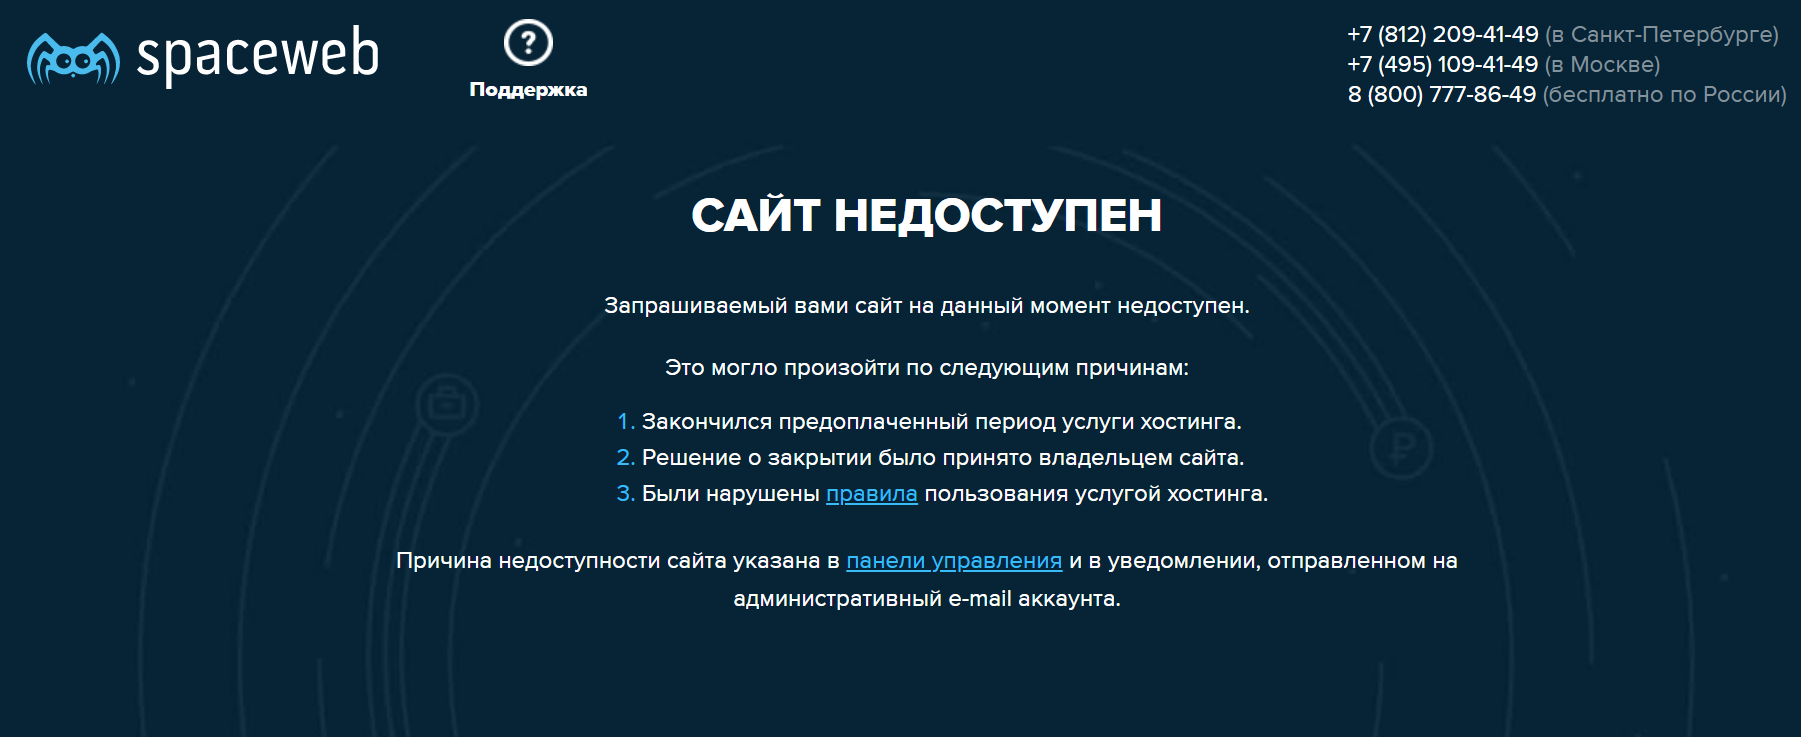 spaceweb
Поддержка
+7 (812) 209-41-49 (в Санкт-Петербурге)
+7 (495) 109-41-49 (в Москве)
8 (800) 777-86-49 (бесплатно по России)
САЙТ НЕДОСТУПЕН
Запрашиваемый вами сайт на данный момент недоступен.
Это могло произойти по следующим причинам:
1. Закончился предоплаченный период услуги хостинга.
2. Решение о закрытии было принято владельцем сайта.
3. Были нарушены правила пользования услугой хостинга.
Причина недоступности сайта указана в панели управления и в уведомлении, отправленном на
административный e-mail аккаунта.